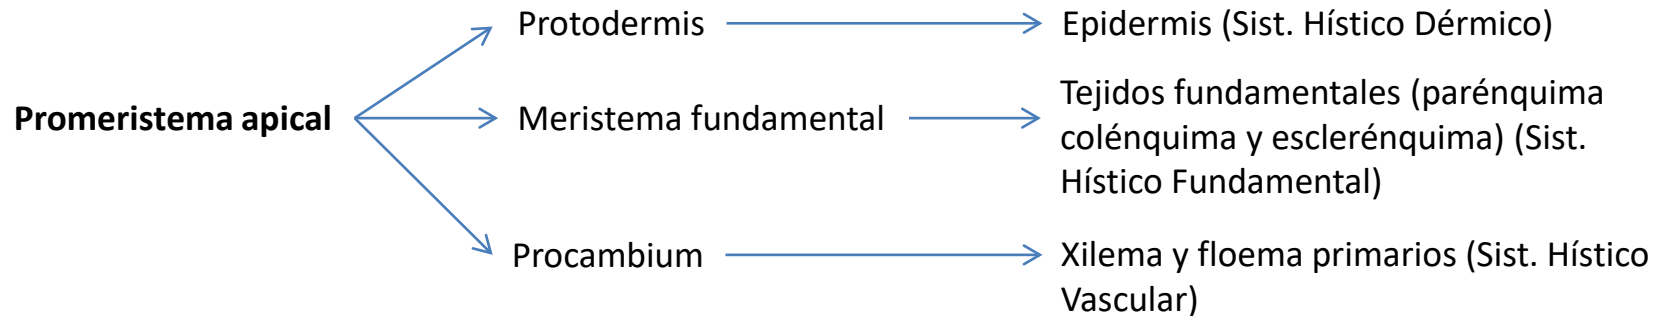 Protodermis
Epidermis (Sist. Hístico Dérmico)
Promeristema apical
Meristema fundamental
Tejidos fundamentales (parénquima
colénquima y esclerénquima) (Sist.
Hístico Fundamental)
Procambium
Xilema y floema primarios (Sist. Hístico
Vascular)